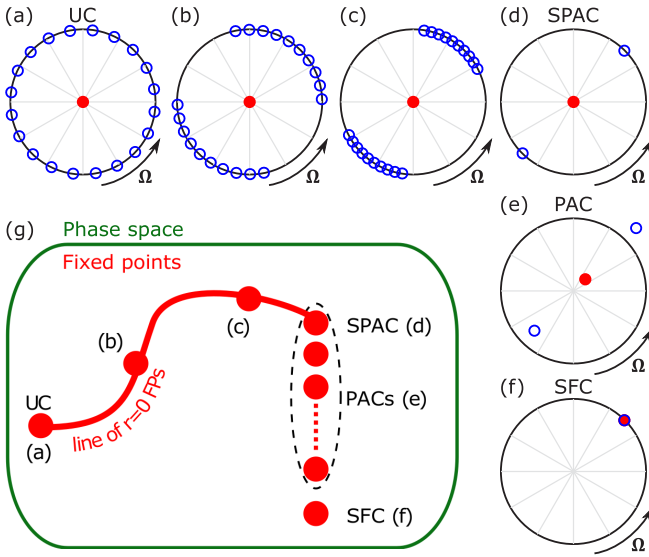 (a) UC
Ω
(b)
Ω
(c)
Ω
(d) SPAC
Ω
(e) PAC
Ω
(f) SFC
Ω
(g)
Phase space
Fixed points
UC
(a)
(b)
(c)
line of r=0 FPs
SPAC (d)
PACs (e)
SFC (f)